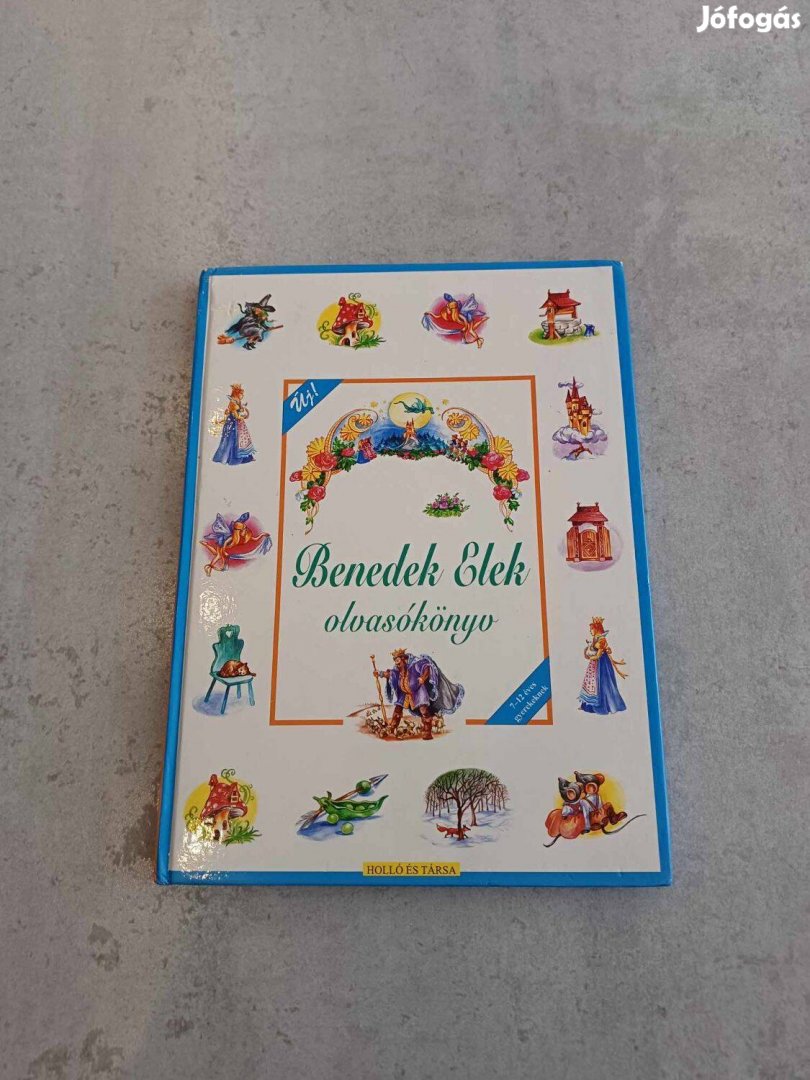 Jófogás
Új!
Benedek Elek
olvasókönyv
7-12 éves
gyerekeknek
HOLLÓ ÉS TÁRSA